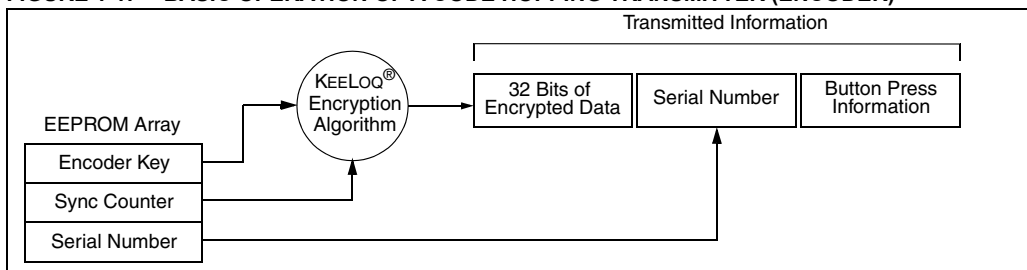 Transmitted Information
KEELOQ®
Encryption
Algorithm
32 Bits of
Encrypted Data
Serial Number
Button Press
Information
EEPROM Array
Encoder Key
Sync Counter
Serial Number